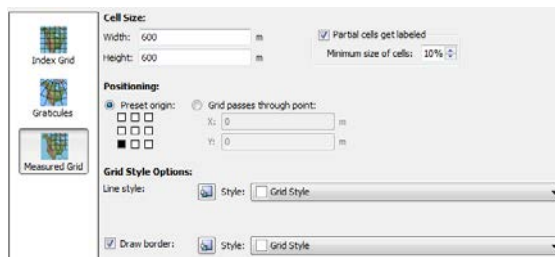 Cell Size:
Width: 600 m
Partial cells get labeled
Height: 600 m
Minimum size of cells: 10%
Index Grid
Positioning:
Preset origin:
Grid passes through point:
Graticules
X: 0 m
Y: 0 m
Measured Grid
Grid Style Options:
Line style:
Style: Grid Style
Draw border:
Style: Grid Style